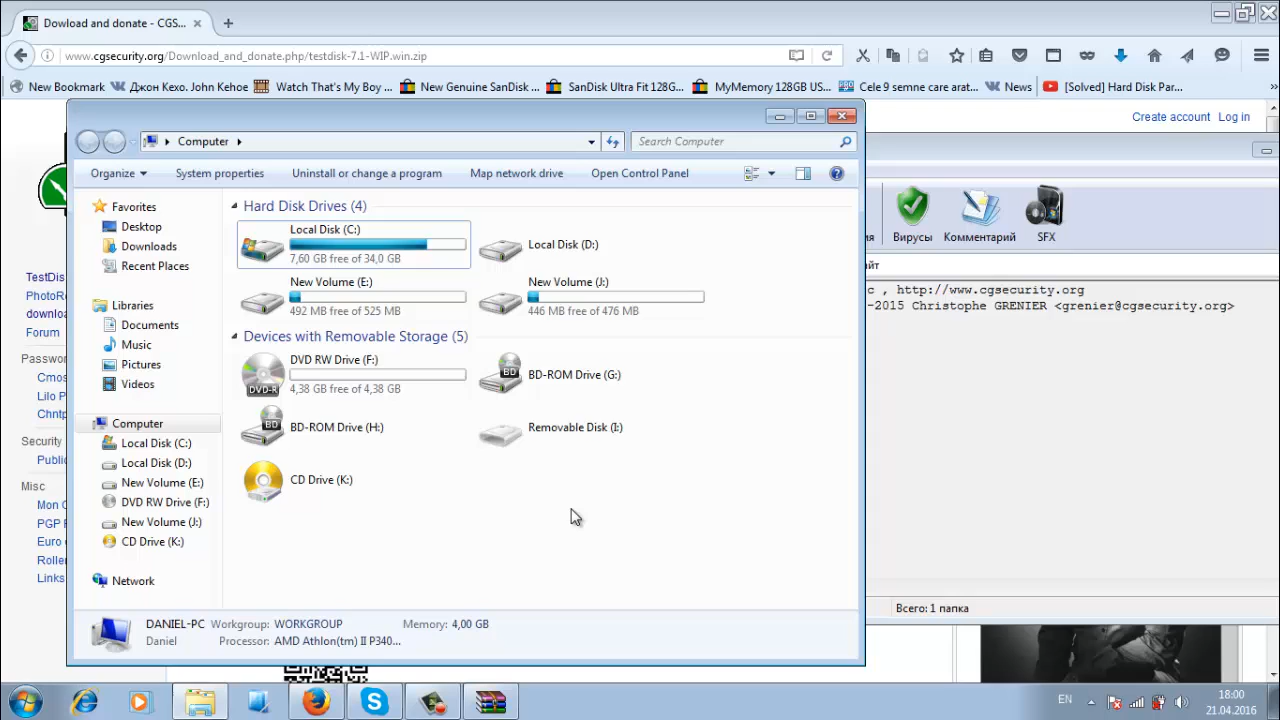 Dowload and donate - CGS...
www.cgsecurity.org/Download_and_donate.php/testdisk-7.1-WIP.win.zip
New Bookmark
Джон Кехо. John Kehoe
Watch That's My Boy ...
New Genuine SanDisk ...
SanDisk Ultra Fit 128G...
MyMemory 128GB US...
Cele 9 semne care arat...
News
[Solved] Hard Disk Par...
Create account
Log in
Computer
Search Computer
Organize
System properties
Uninstall or change a program
Map network drive
Open Control Panel
Favorites
Desktop
Downloads
Recent Places
Libraries
Documents
Music
Pictures
Videos
Computer
Local Disk (C:)
Local Disk (D:)
New Volume (E:)
DVD RW Drive (F:)
New Volume (J:)
CD Drive (K:)
Network
Hard Disk Drives (4)
Local Disk (C:)
7,60 GB free of 34,0 GB
Local Disk (D:)
New Volume (E:)
492 MB free of 525 MB
New Volume (J:)
446 MB free of 476 MB
Devices with Removable Storage (5)
DVD RW Drive (F:)
4,38 GB free of 4,38 GB
DVD-R
BD
BD-ROM Drive (G:)
BD
BD-ROM Drive (H:)
Removable Disk (I:)
CD Drive (K:)
DANIEL-PC
Workgroup: WORKGROUP
Memory: 4,00 GB
Daniel
Processor: AMD Athlon(tm) II P340...
TestDis
PhotoRe
downloa
Forum
Passwor
Cmos
Lilo P
Chntp
Security
Public
Misc
Mon C
PGP F
Euro
Roller
Links
Вирусы
Комментарий
SFX
йт
c , http://www.cgsecurity.org
-2015 Christophe GRENIER <grenier@cgsecurity.org>
Всего: 1 папка
EN
18:00
21.04.2016